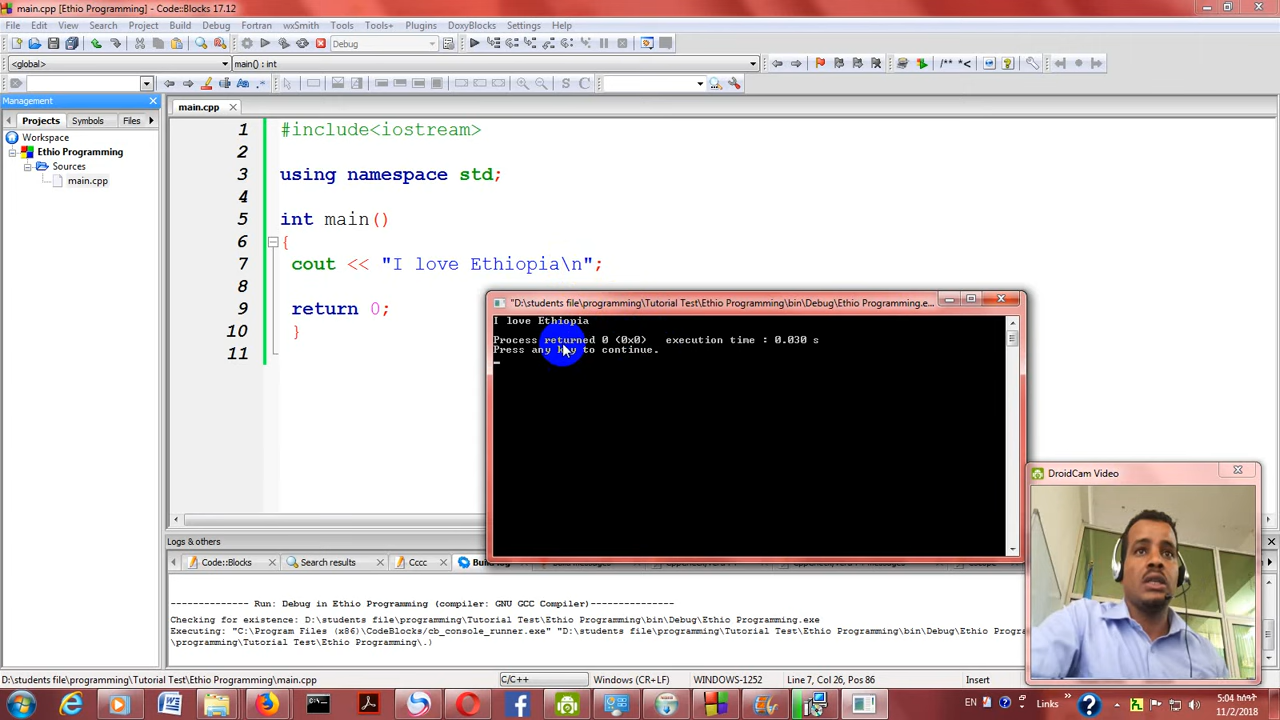 main.cpp [Ethio Programming] - Code::Blocks 17.12
File Edit View Search Project Build Debug Fortran wxSmith Tools Tools+ Plugins DoxyBlocks Settings Help
Debug
<global> main() : int
/** *<
S C
Management
Projects Symbols Files
Workspace
Ethio Programming
Sources
main.cpp
main.cpp
1 #include<iostream>
2
3 using namespace std;
4
5 int main()
6 {
7 cout << "I love Ethiopia\n";
8
9 return 0;
10 }
11
"D:\students file\programming\Tutorial Test\Ethio Programming\bin\Debug\Ethio Programming.e...
I love Ethiopia
Process returned 0 (0x0) execution time : 0.030 s
Press any key to continue.
DroidCam Video
Logs & others
Code::Blocks Search results Cccc
-------------- Run: Debug in Ethio Programming (compiler: GNU GCC Compiler)---------------
Checking for existence: D:\students file\programming\Tutorial Test\Ethio Programming\bin\Debug\Ethio Programming.exe
Executing: "C:\Program Files (x86)\CodeBlocks/cb_console_runner.exe" "D:\students file\programming\Tutorial Test\Ethio Programming\bin\Debug\Ethio
\programming\Tutorial Test\Ethio Programming\.)
D:\students file\programming\Tutorial Test\Ethio Programming\main.cpp C/C++ Windows (CR+LF) WINDOWS-1252 Line 7, Col 26, Pos 86 Insert
EN Links 5:04
11/2/2018